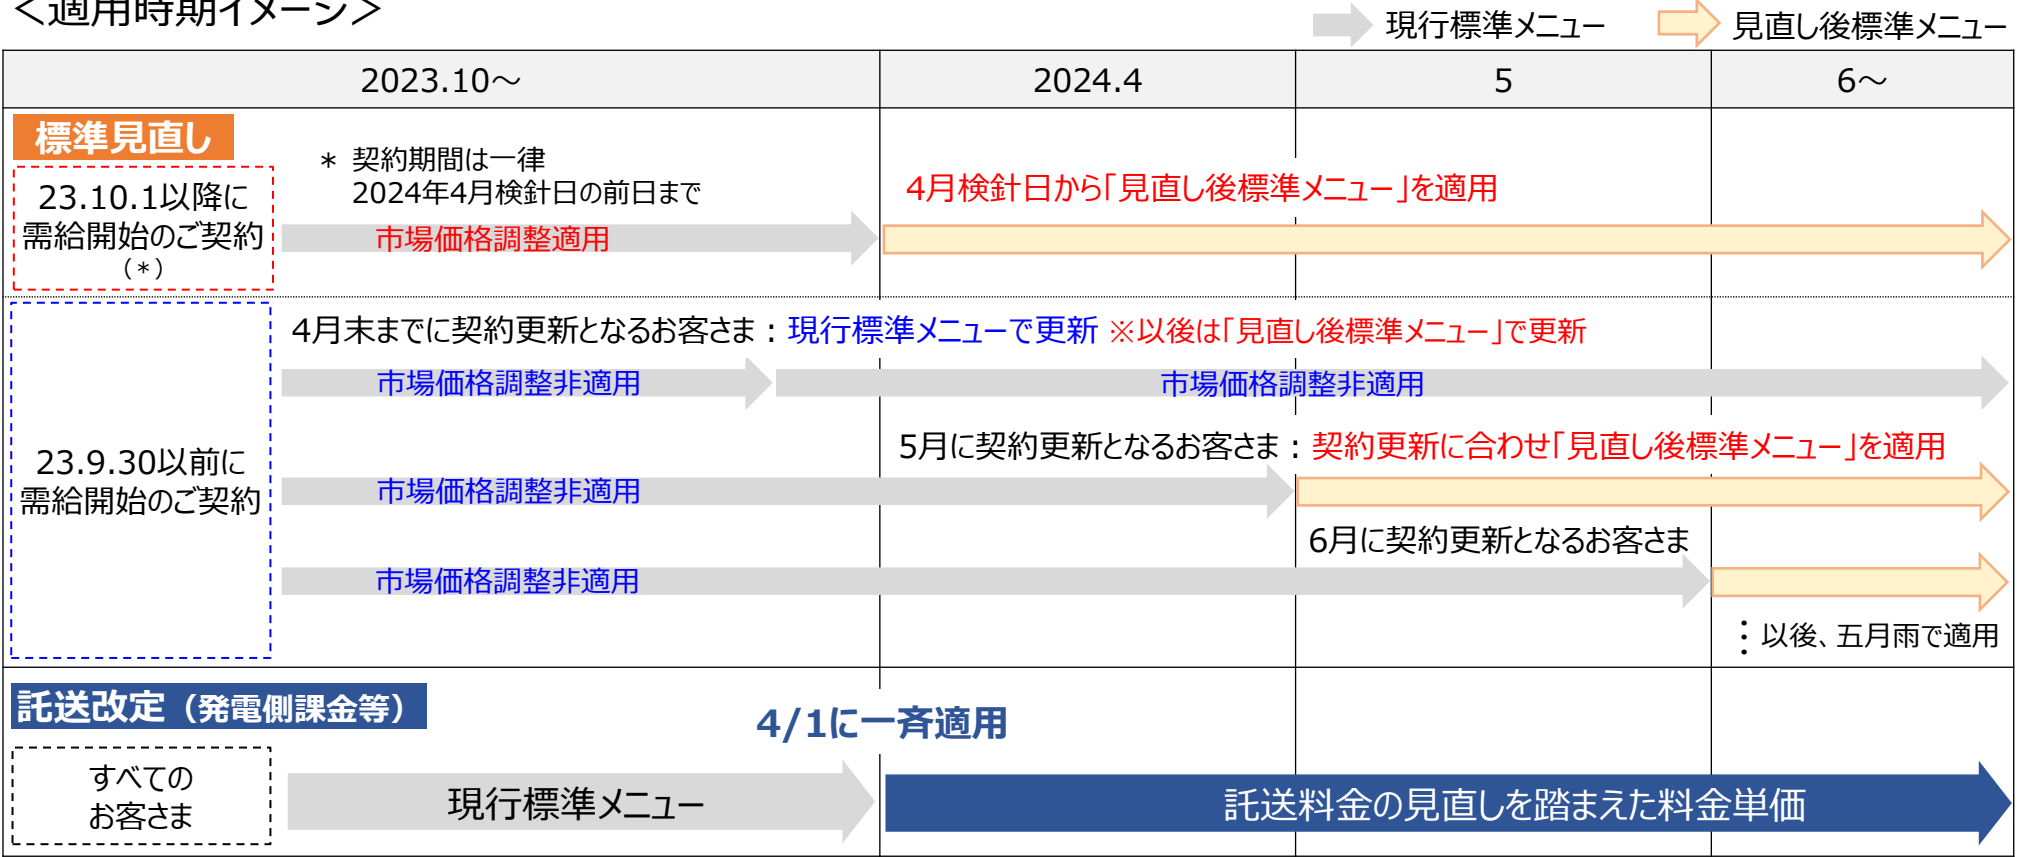 ＜適用時期イメージ＞
現行標準メニュー
見直し後標準メニュー
2023.10～
2024.4
5
6～
標準見直し
23.10.1以降に
需給開始のご契約
（＊）
＊ 契約期間は一律
2024年4月検針日の前日まで
市場価格調整適用
4月検針日から「見直し後標準メニュー」を適用
23.9.30以前に
需給開始のご契約
4月末までに契約更新となるお客さま：現行標準メニューで更新 ※以後は「見直し後標準メニュー」で更新
市場価格調整非適用
市場価格調整非適用
5月に契約更新となるお客さま：契約更新に合わせ「見直し後標準メニュー」を適用
市場価格調整非適用
6月に契約更新となるお客さま
市場価格調整非適用
︙以後、五月雨で適用
託送改定（発電側課金等）
4/1に一斉適用
すべての
お客さま
現行標準メニュー
託送料金の見直しを踏まえた料金単価